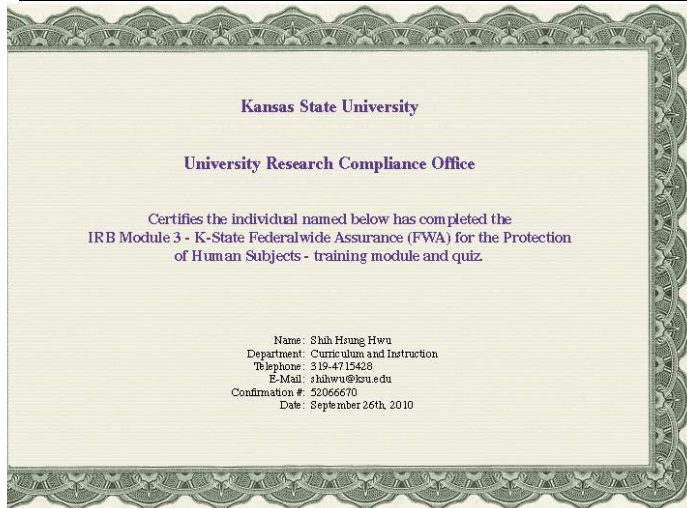 Kansas State University
University Research Compliance Office
Certifies the individual named below has completed the
IRB Module 3 - K-State Federalwide Assurance (FWA) for the Protection
of Human Subjects - training module and quiz.
Name: Shih Hsung Hwu
Department: Curriculum and Instruction
Telephone: 319-4715428
E-Mail: shihwu@ksu.edu
Confirmation #: 52066670
Date: September 26th, 2010